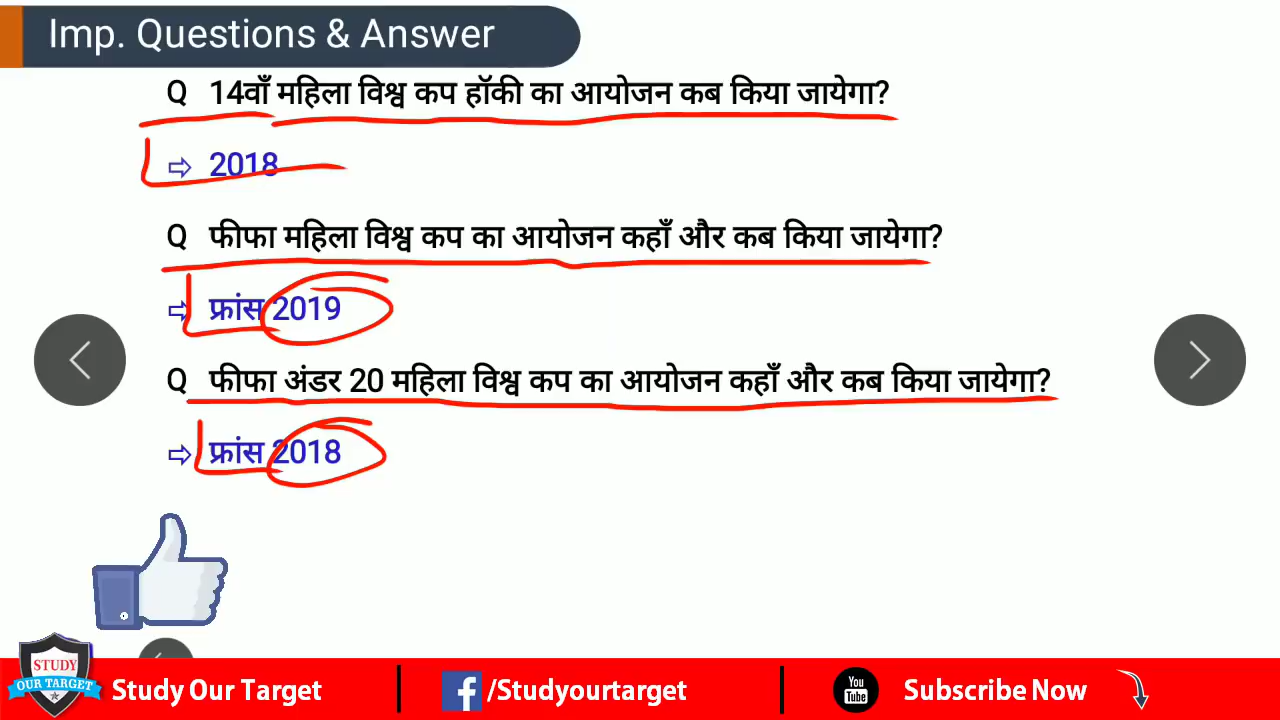 Imp. Questions & Answer
Q 14वाँ महिला विश्व कप हॉकी का आयोजन कब किया जायेगा?
⇨ 2018
Q फीफा महिला विश्व कप का आयोजन कहाँ और कब किया जायेगा?
⇨ फ्रांस 2019
Q फीफा अंडर 20 महिला विश्व कप का आयोजन कहाँ और कब किया जायेगा?
⇨ फ्रांस 2018
STUDY
OUR TARGET
Study Our Target
/Studyourtarget
You
Tube
Subscribe Now